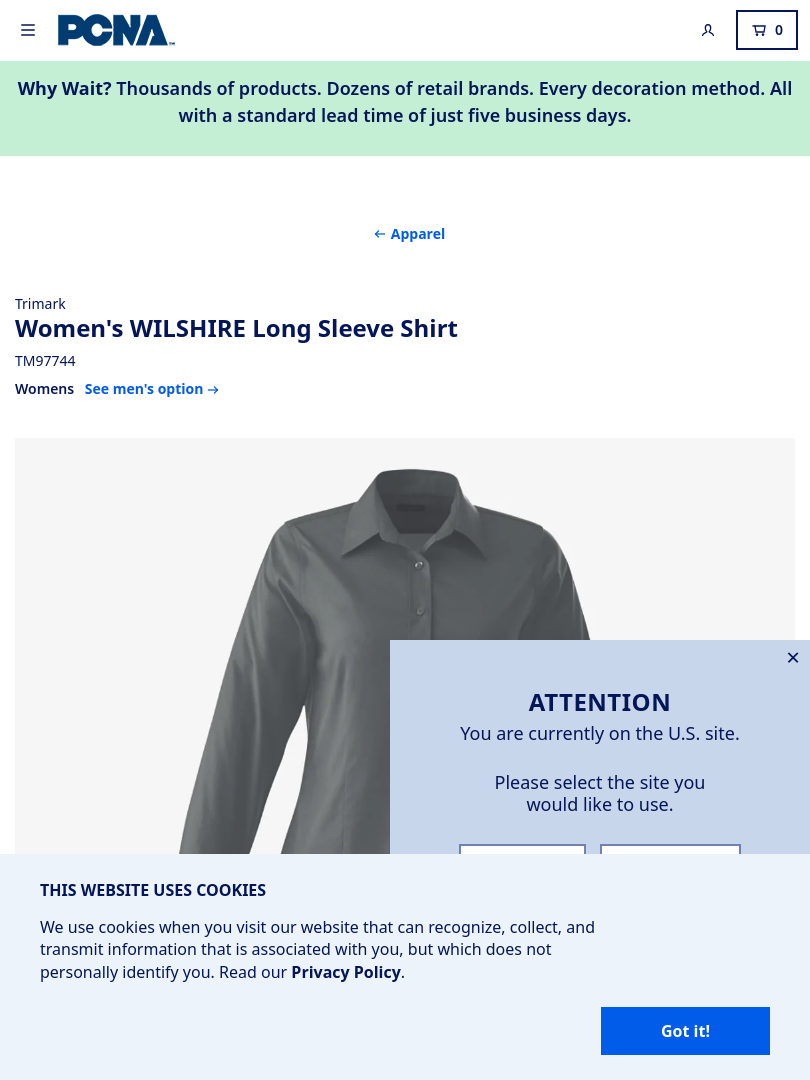 PCNA™
0
Why Wait? Thousands of products. Dozens of retail brands. Every decoration method. All
with a standard lead time of just five business days.
← Apparel
Trimark
Women's WILSHIRE Long Sleeve Shirt
TM97744
Womens See men's option →
ATTENTION
You are currently on the U.S. site.
Please select the site you
would like to use.
THIS WEBSITE USES COOKIES
We use cookies when you visit our website that can recognize, collect, and
transmit information that is associated with you, but which does not
personally identify you. Read our Privacy Policy.
Got it!